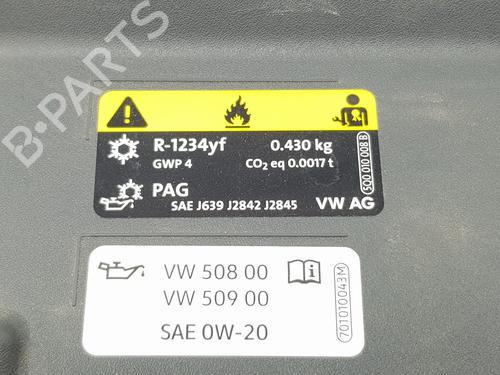 B·PARTS
R-1234yf 0.430 kg
GWP 4 CO₂ eq 0.0017 t
PAG
SAE J639 J2842 J2845 VW AG
5Q0 010 008 B
VW 508 00
VW 509 00
SAE 0W-20
701010043M